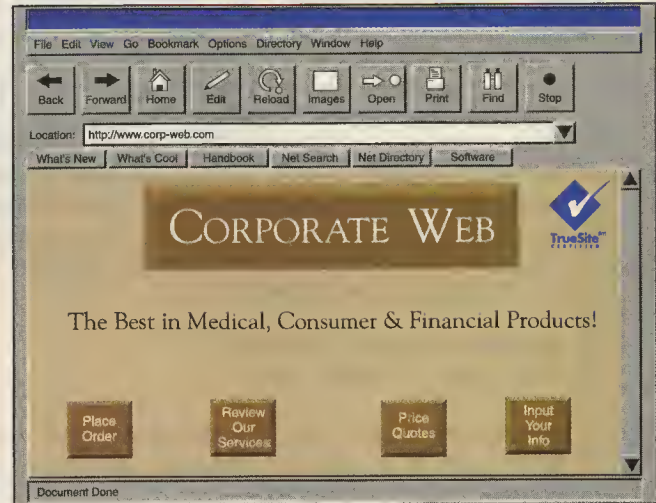 File Edit View Go Bookmark Options Directory Window Help
Back Forward Home Edit Reload Images Open Print Find Stop
Location: http://www.corp-web.com
What's New What's Cool Handbook Net Search Net Directory Software
CORPORATE WEB
TrueSite℠
CERTIFIED
The Best in Medical, Consumer & Financial Products!
Place
Order
Review
Our
Services
Price
Quotes
Input
Your
Info
Document Done